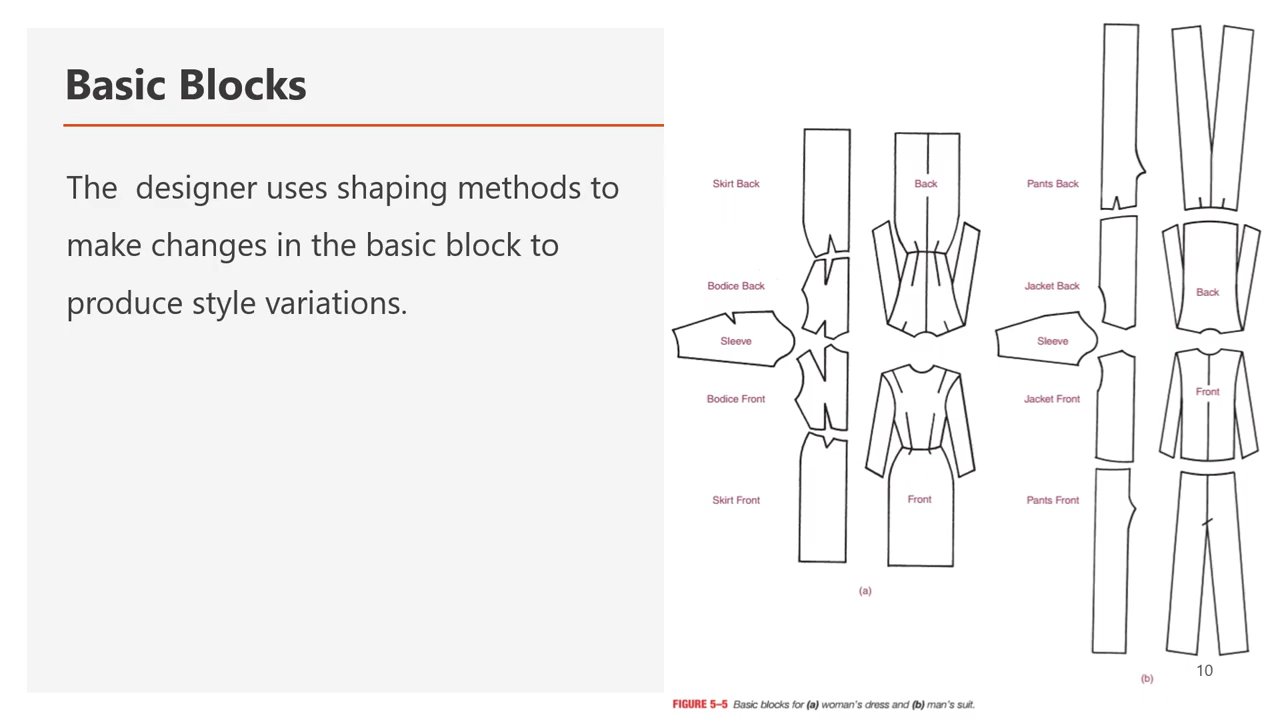 Basic Blocks
The  designer uses shaping methods to
make changes in the basic block to
produce style variations.
Skirt Back
Back
Bodice Back
Sleeve
Bodice Front
Skirt Front
Front
(a)
Pants Back
Jacket Back
Back
Sleeve
Jacket Front
Front
Pants Front
(b)
10
FIGURE 5–5 Basic blocks for (a) woman's dress and (b) man's suit.